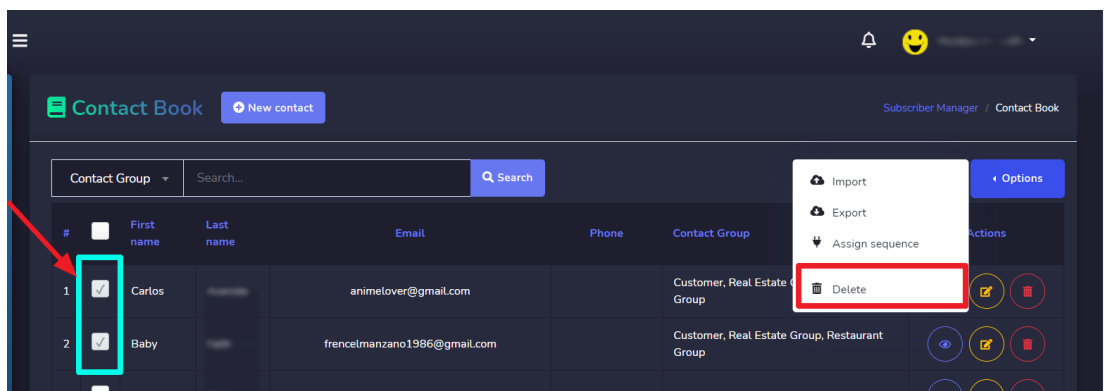 Contact Book
New contact
Subscriber Manager / Contact Book
Contact Group
Search...
Search
Options
Import
Export
Assign sequence
Delete
#
First name
Last name
Email
Phone
Contact Group
Actions
1
Carlos
animelover@gmail.com
Customer, Real Estate
Group
2
Baby
frencelmanzano1986@gmail.com
Customer, Real Estate Group, Restaurant
Group